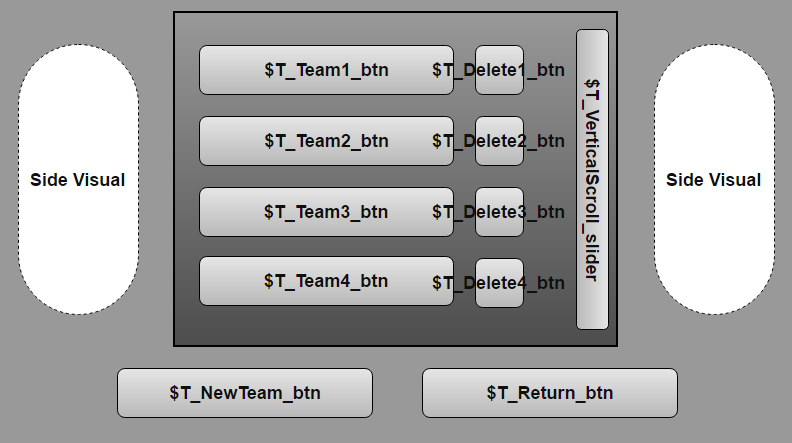 $T_Team1_btn $T_Delete1_btn
$T_Team2_btn $T_Delete2_btn
Side Visual
$T_VerticalScroll_slider
Side Visual
$T_Team3_btn $T_Delete3_btn
$T_Team4_btn $T_Delete4_btn
$T_NewTeam_btn
$T_Return_btn